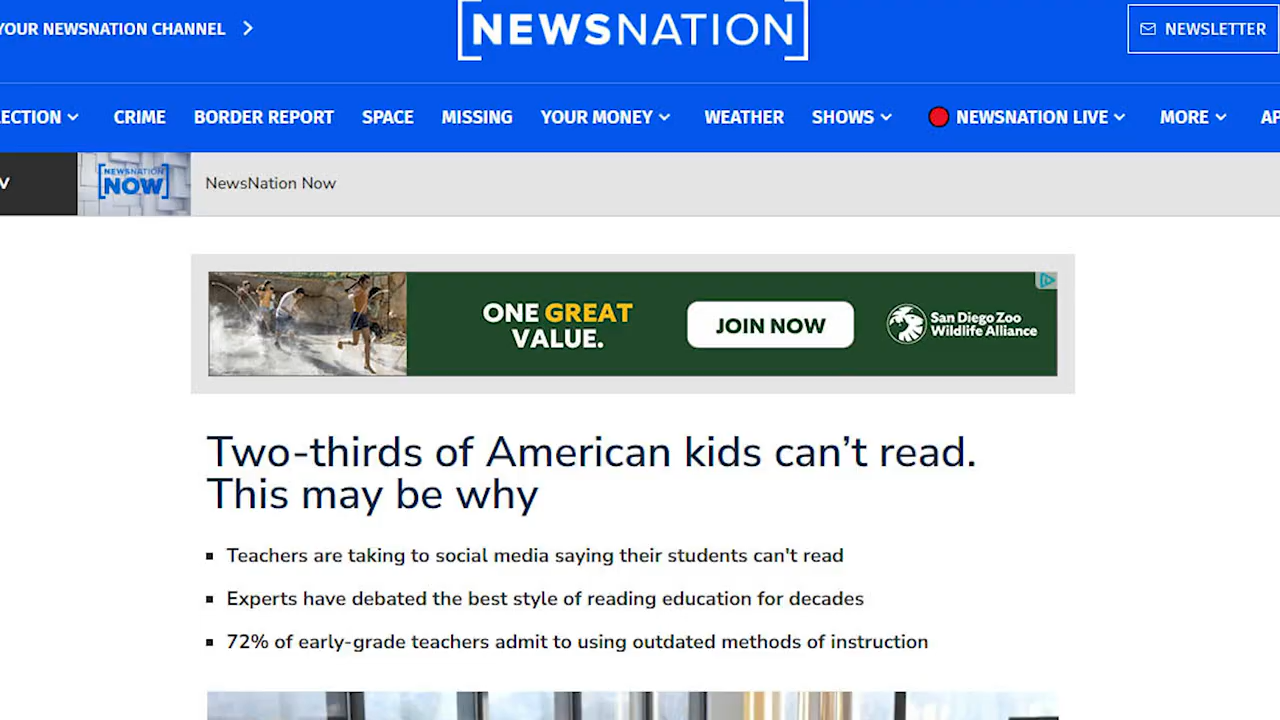 YOUR NEWSNATION CHANNEL
NEWSNATION
NEWSLETTER
CRIME BORDER REPORT SPACE MISSING YOUR MONEY WEATHER SHOWS NEWSNATION LIVE MORE
NEWSNATION
NOW
NewsNation Now
ONE GREAT
VALUE.
JOIN NOW
San Diego Zoo
Wildlife Alliance
Two-thirds of American kids can’t read.
This may be why
Teachers are taking to social media saying their students can't read
Experts have debated the best style of reading education for decades
72% of early-grade teachers admit to using outdated methods of instruction